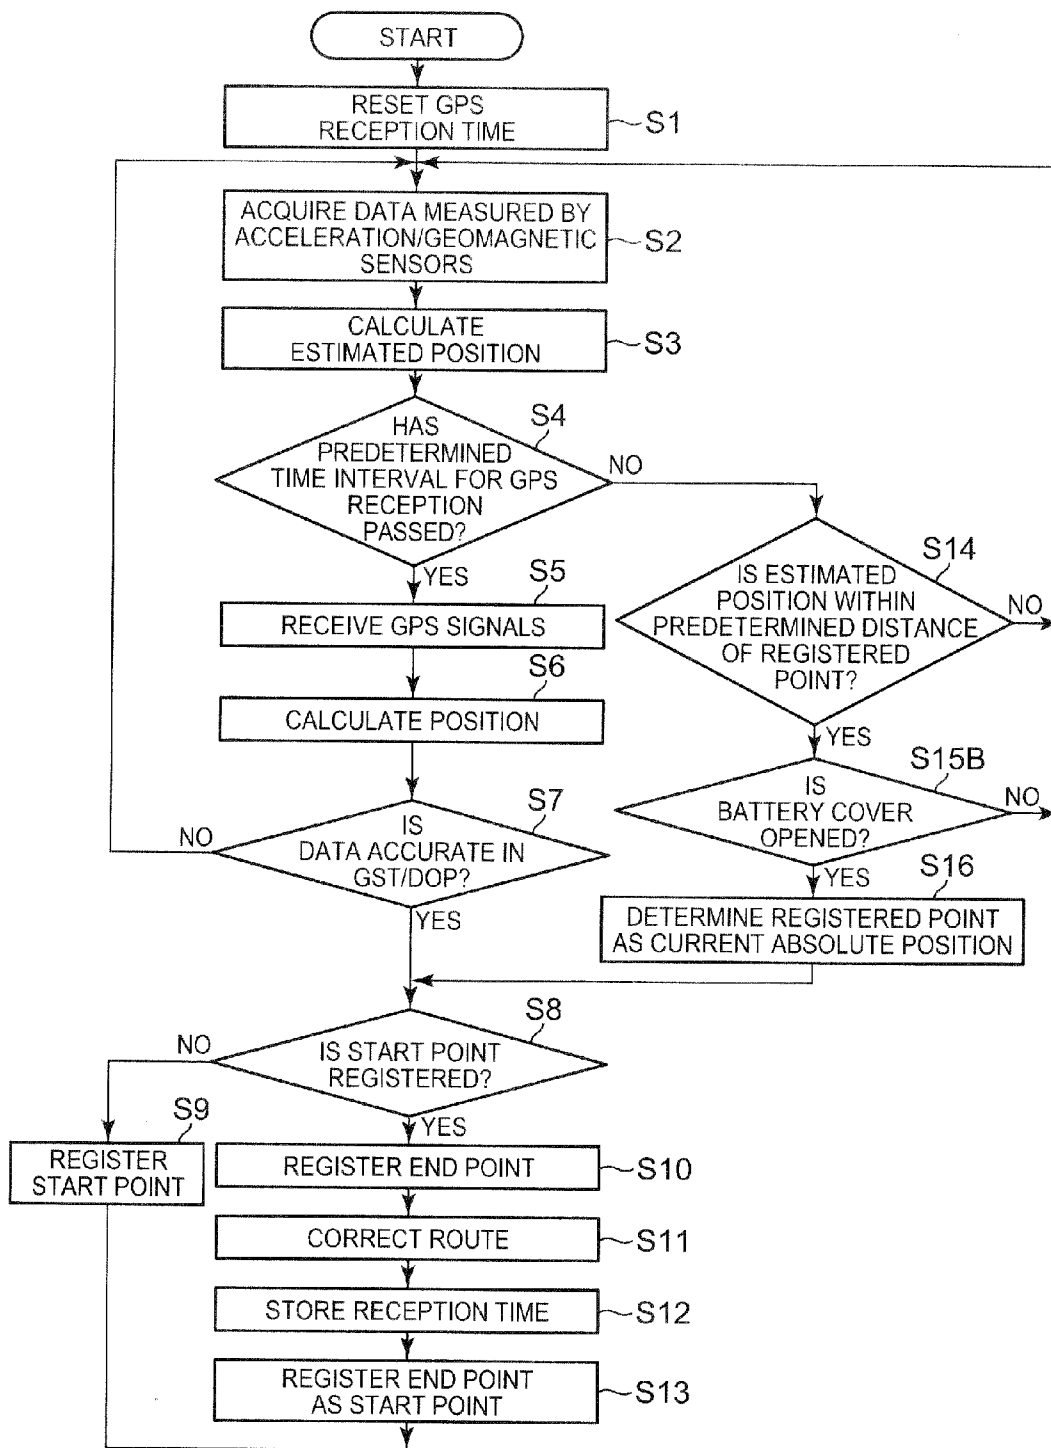 START
RESET GPS
RECEPTION TIME
S1
ACQUIRE DATA MEASURED BY
ACCELERATION/GEOMAGNETIC
SENSORS
S2
CALCULATE
ESTIMATED POSITION
S3
HAS
PREDETERMINED
TIME INTERVAL FOR GPS
RECEPTION
PASSED?
S4
NO
YES
S5
RECEIVE GPS SIGNALS
S6
CALCULATE POSITION
S14
IS ESTIMATED
POSITION WITHIN
PREDETERMINED DISTANCE
OF REGISTERED
POINT?
NO
YES
S15B
IS
BATTERY COVER
OPENED?
NO
YES
S16
DETERMINE REGISTERED POINT
AS CURRENT ABSOLUTE POSITION
S7
IS
DATA ACCURATE IN
GST/DOP?
NO
YES
S8
IS START POINT
REGISTERED?
NO
YES
S9
REGISTER
START POINT
REGISTER END POINT
S10
CORRECT ROUTE
S11
STORE RECEPTION TIME
S12
REGISTER END POINT
AS START POINT
S13